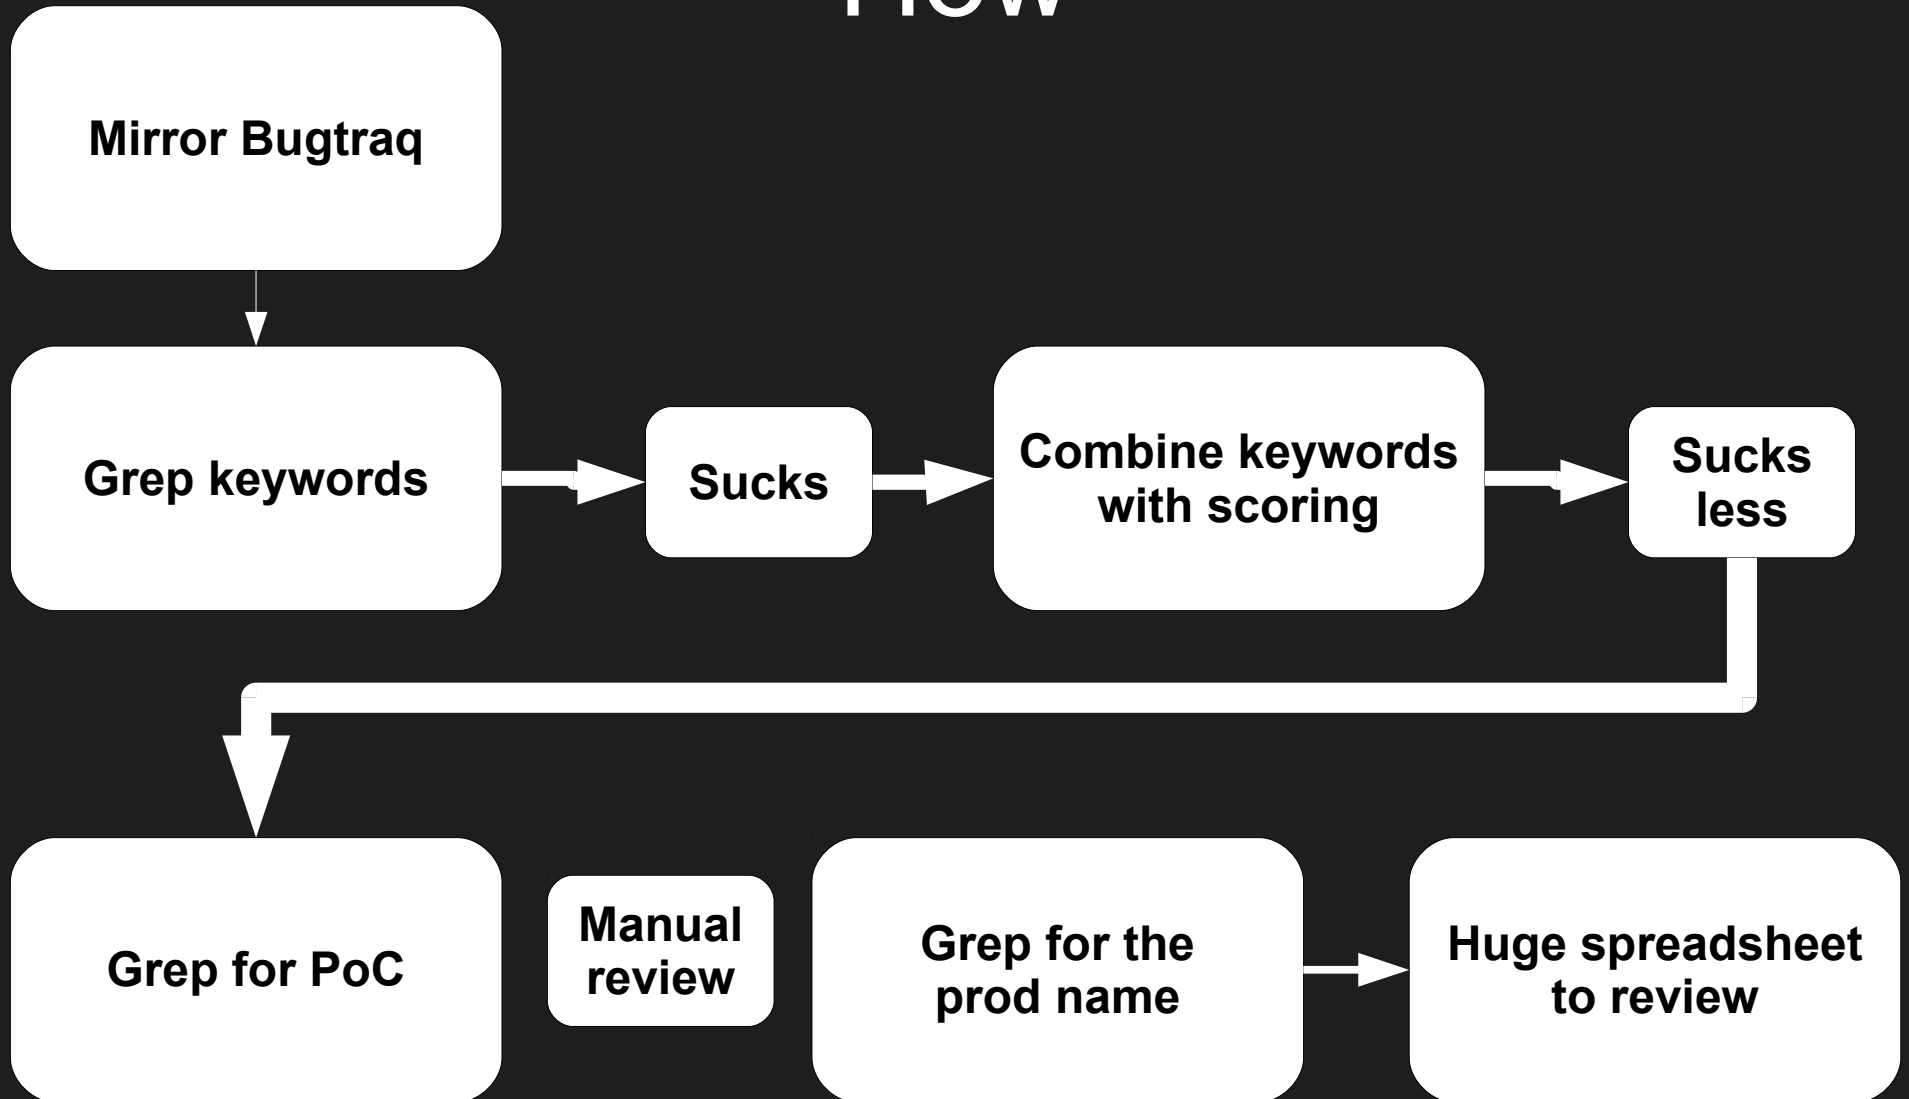 How
Mirror Bugtraq
Grep keywords
Sucks
Combine keywords
with scoring
Sucks
less
Grep for PoC
Manual
review
Grep for the
prod name
Huge spreadsheet
to review